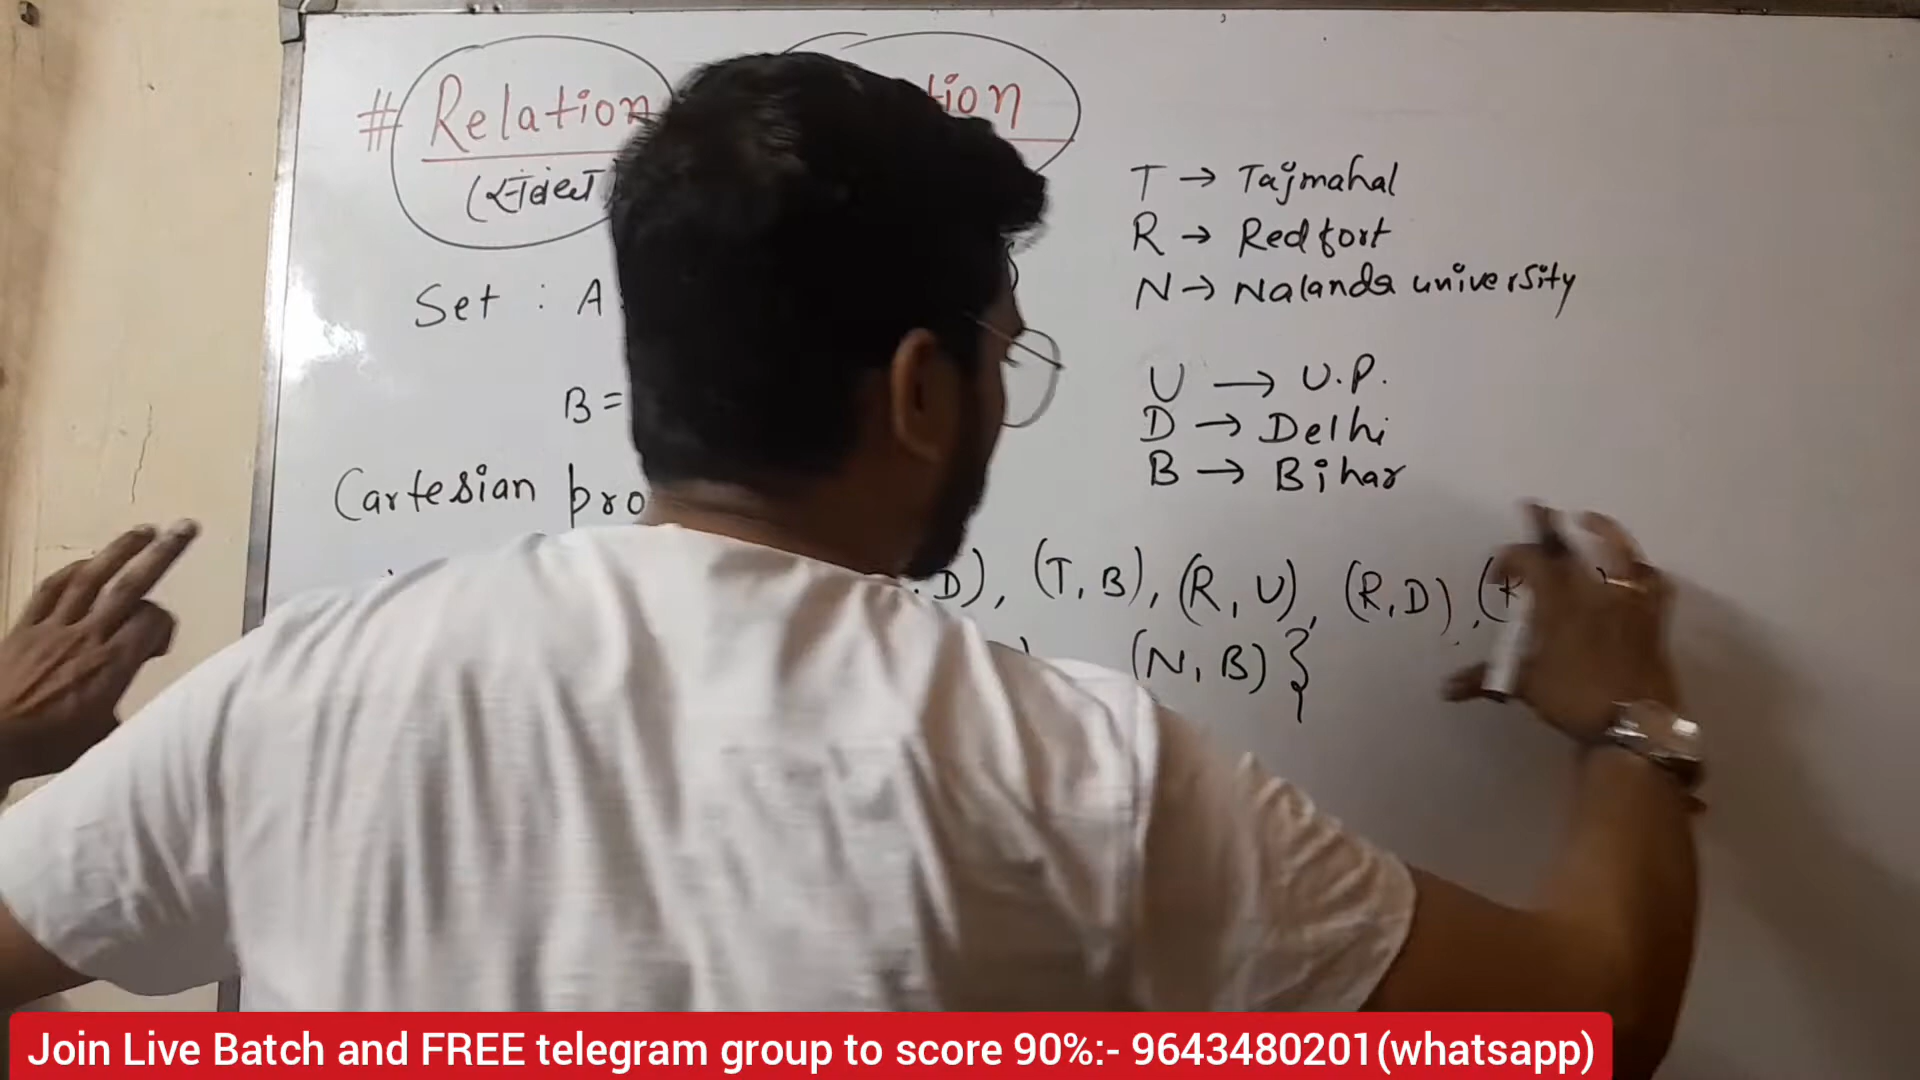 # Relation
(संबंध
T → Tajmahal
R → Red fort
N → Nalanda university
Set : A
B =
U → U.P.
D → Delhi
B → Bihar
Cartesian
D), (T, B), (R, U), (R, D), (R
(N, B) }
Join Live Batch and FREE telegram group to score 90%:- 9643480201(whatsapp)